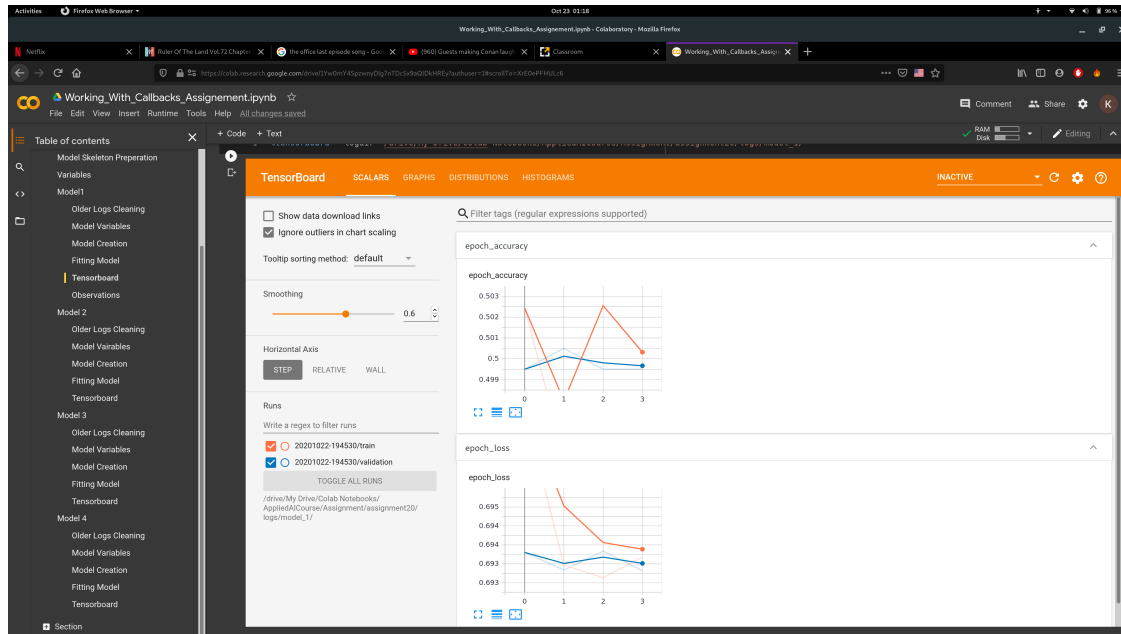 Activities
Firefox Web Browser
Oct 23 01:18
96 %
Working_With_Callbacks_Assignement.ipynb - Colaboratory - Mozilla Firefox
Netflix
Ruler Of The Land Vol.72 Chapter
the office last episode song - Goo
(960) Guests making Conan laugh
Classroom
Working_With_Callbacks_Assign
https://colab.research.google.com/drive/
Working_With_Callbacks_Assignement.ipynb
File Edit View Insert Runtime Tools Help All changes saved
Comment
Share
K
Table of contents
+ Code + Text
RAM
Disk
Editing
Model Skeleton Preperation
Variables
Model1
Older Logs Cleaning
Model Variables
Model Creation
Fitting Model
Tensorboard
Observations
Model 2
Older Logs Cleaning
Model Vairables
Model Creation
Fitting Model
Tensorboard
Model 3
Older Logs Cleaning
Model Variables
Model Creation
Fitting Model
Tensorboard
Model 4
Older Logs Cleaning
Model Variables
Model Creation
Fitting Model
Tensorboard
Section
TensorBoard
SCALARS GRAPHS DISTRIBUTIONS HISTOGRAMS
INACTIVE
Show data download links
Ignore outliers in chart scaling
Tooltip sorting method: default
Smoothing
0.6
Horizontal Axis
STEP RELATIVE WALL
Runs
Write a regex to filter runs
20201022-194530/train
20201022-194530/validation
TOGGLE ALL RUNS
/drive/My Drive/Colab Notebooks/
AppliedAICourse/Assignment/assignment20/
logs/model_1/
Filter tags (regular expressions supported)
epoch_accuracy
epoch_accuracy
0.503
0.502
0.501
0.5
0.499
0 1 2 3
epoch_loss
epoch_loss
0.695
0.694
0.694
0.693
0.693
0 1 2 3